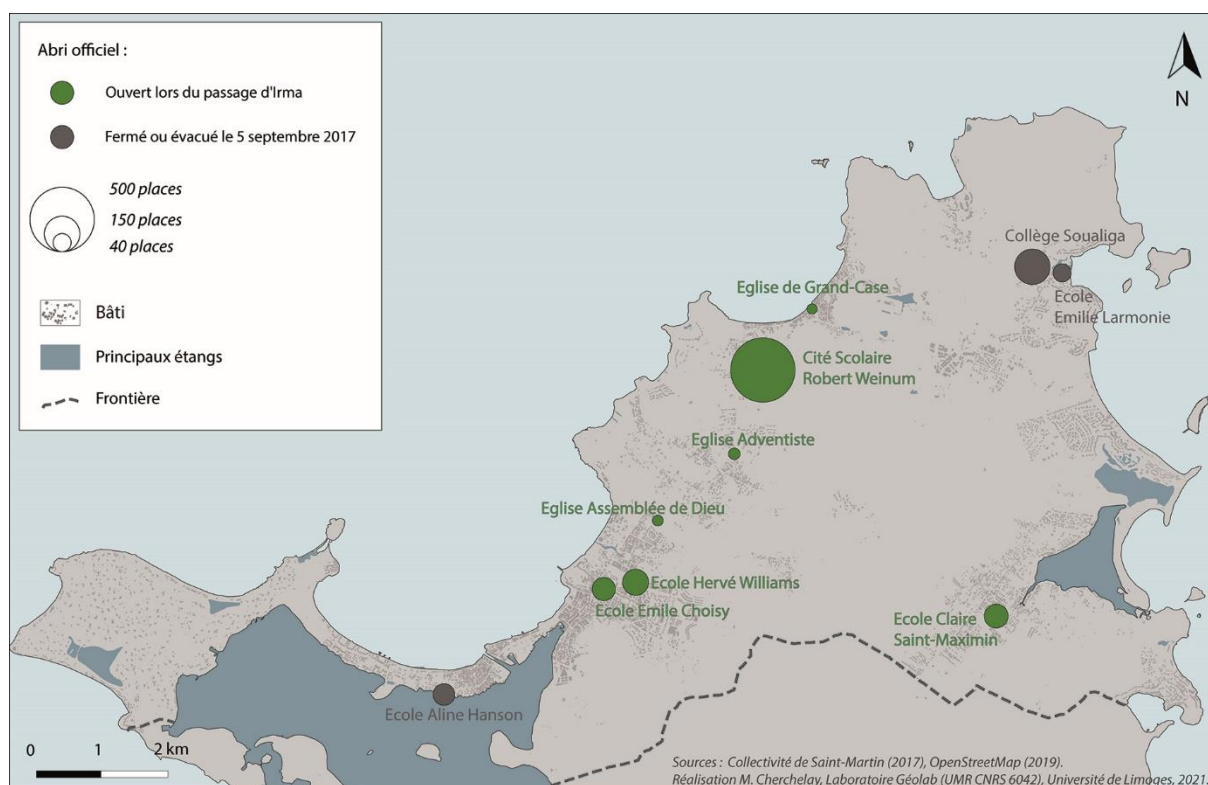 Abri officiel :
Ouvert lors du passage d'Irma
Fermé ou évacué le 5 septembre 2017
500 places
150 places
40 places
Bâti
Principaux étangs
Frontière
N
Collège Soualiga
Ecole
Emilie Larmonie
Eglise de Grand-Case
Cité Scolaire
Robert Weinum
Eglise Adventiste
Eglise Assemblée de Dieu
Ecole Hervé Williams
Ecole Emile Choisy
Ecole Claire
Saint-Maximin
Ecole Aline Hanson
0 1 2 km
Sources : Collectivité de Saint-Martin (2017), OpenStreetMap (2019).
Réalisation M. Cherchelay, Laboratoire Géolab (UMR CNRS 6042), Université de Limoges, 2021.